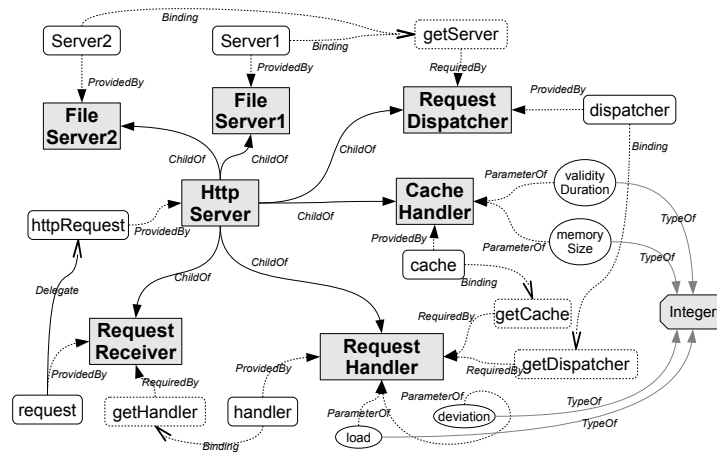 Binding
Server2
Server1
Binding
getServer
ProvidedBy
ProvidedBy
RequiredBy
ProvidedBy
File
Server2
File
Server1
Request
Dispatcher
dispatcher
Binding
ChildOf
ChildOf
ChildOf
Http
Server
Cache
Handler
ParameterOf
validity
Duration
httpRequest
ProvidedBy
ChildOf
TypeOf
ProvidedBy
ParameterOf
memory
Size
TypeOf
cache
Binding
ChildOf
ChildOf
Delegate
getCache
Integer
RequiredBy
Request
Receiver
Request
Handler
getDispatcher
ProvidedBy
RequiredBy
ProvidedBy
RequiredBy
request
getHandler
handler
ParameterOf
ParameterOf
deviation
TypeOf
load
TypeOf
Binding